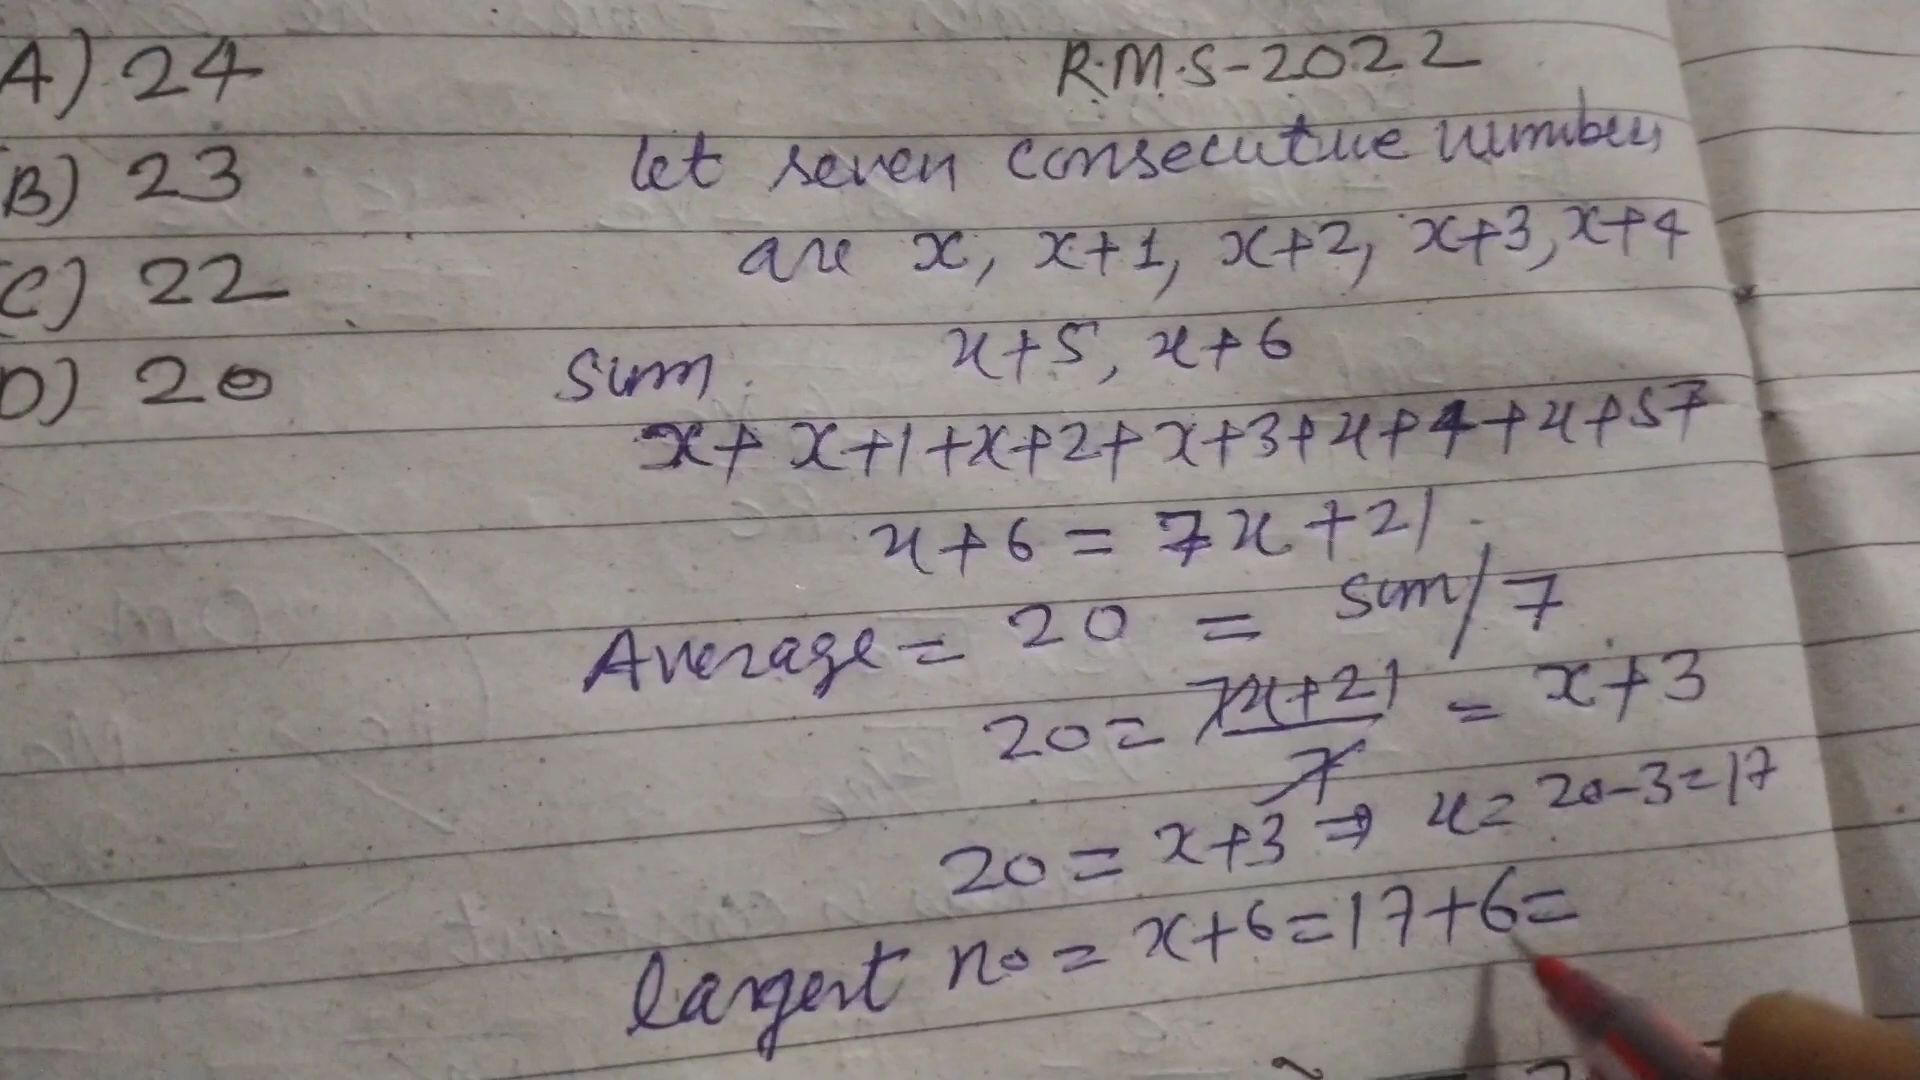 A) 24
B) 23
C) 22
D) 20
R.M.S-2022
let seven consecutive numbers
are x, x+1, x+2, x+3, x+4
x+5, x+6
Sum
x+ x+1+x+2+x+3+x+4+x+5+
x+6 = 7x+21
Average = 20 = sum/7
20 = 7x+21/7 = x+3
20 = x+3 ⇒ x = 20-3=17
largest no = x+6=17+6=